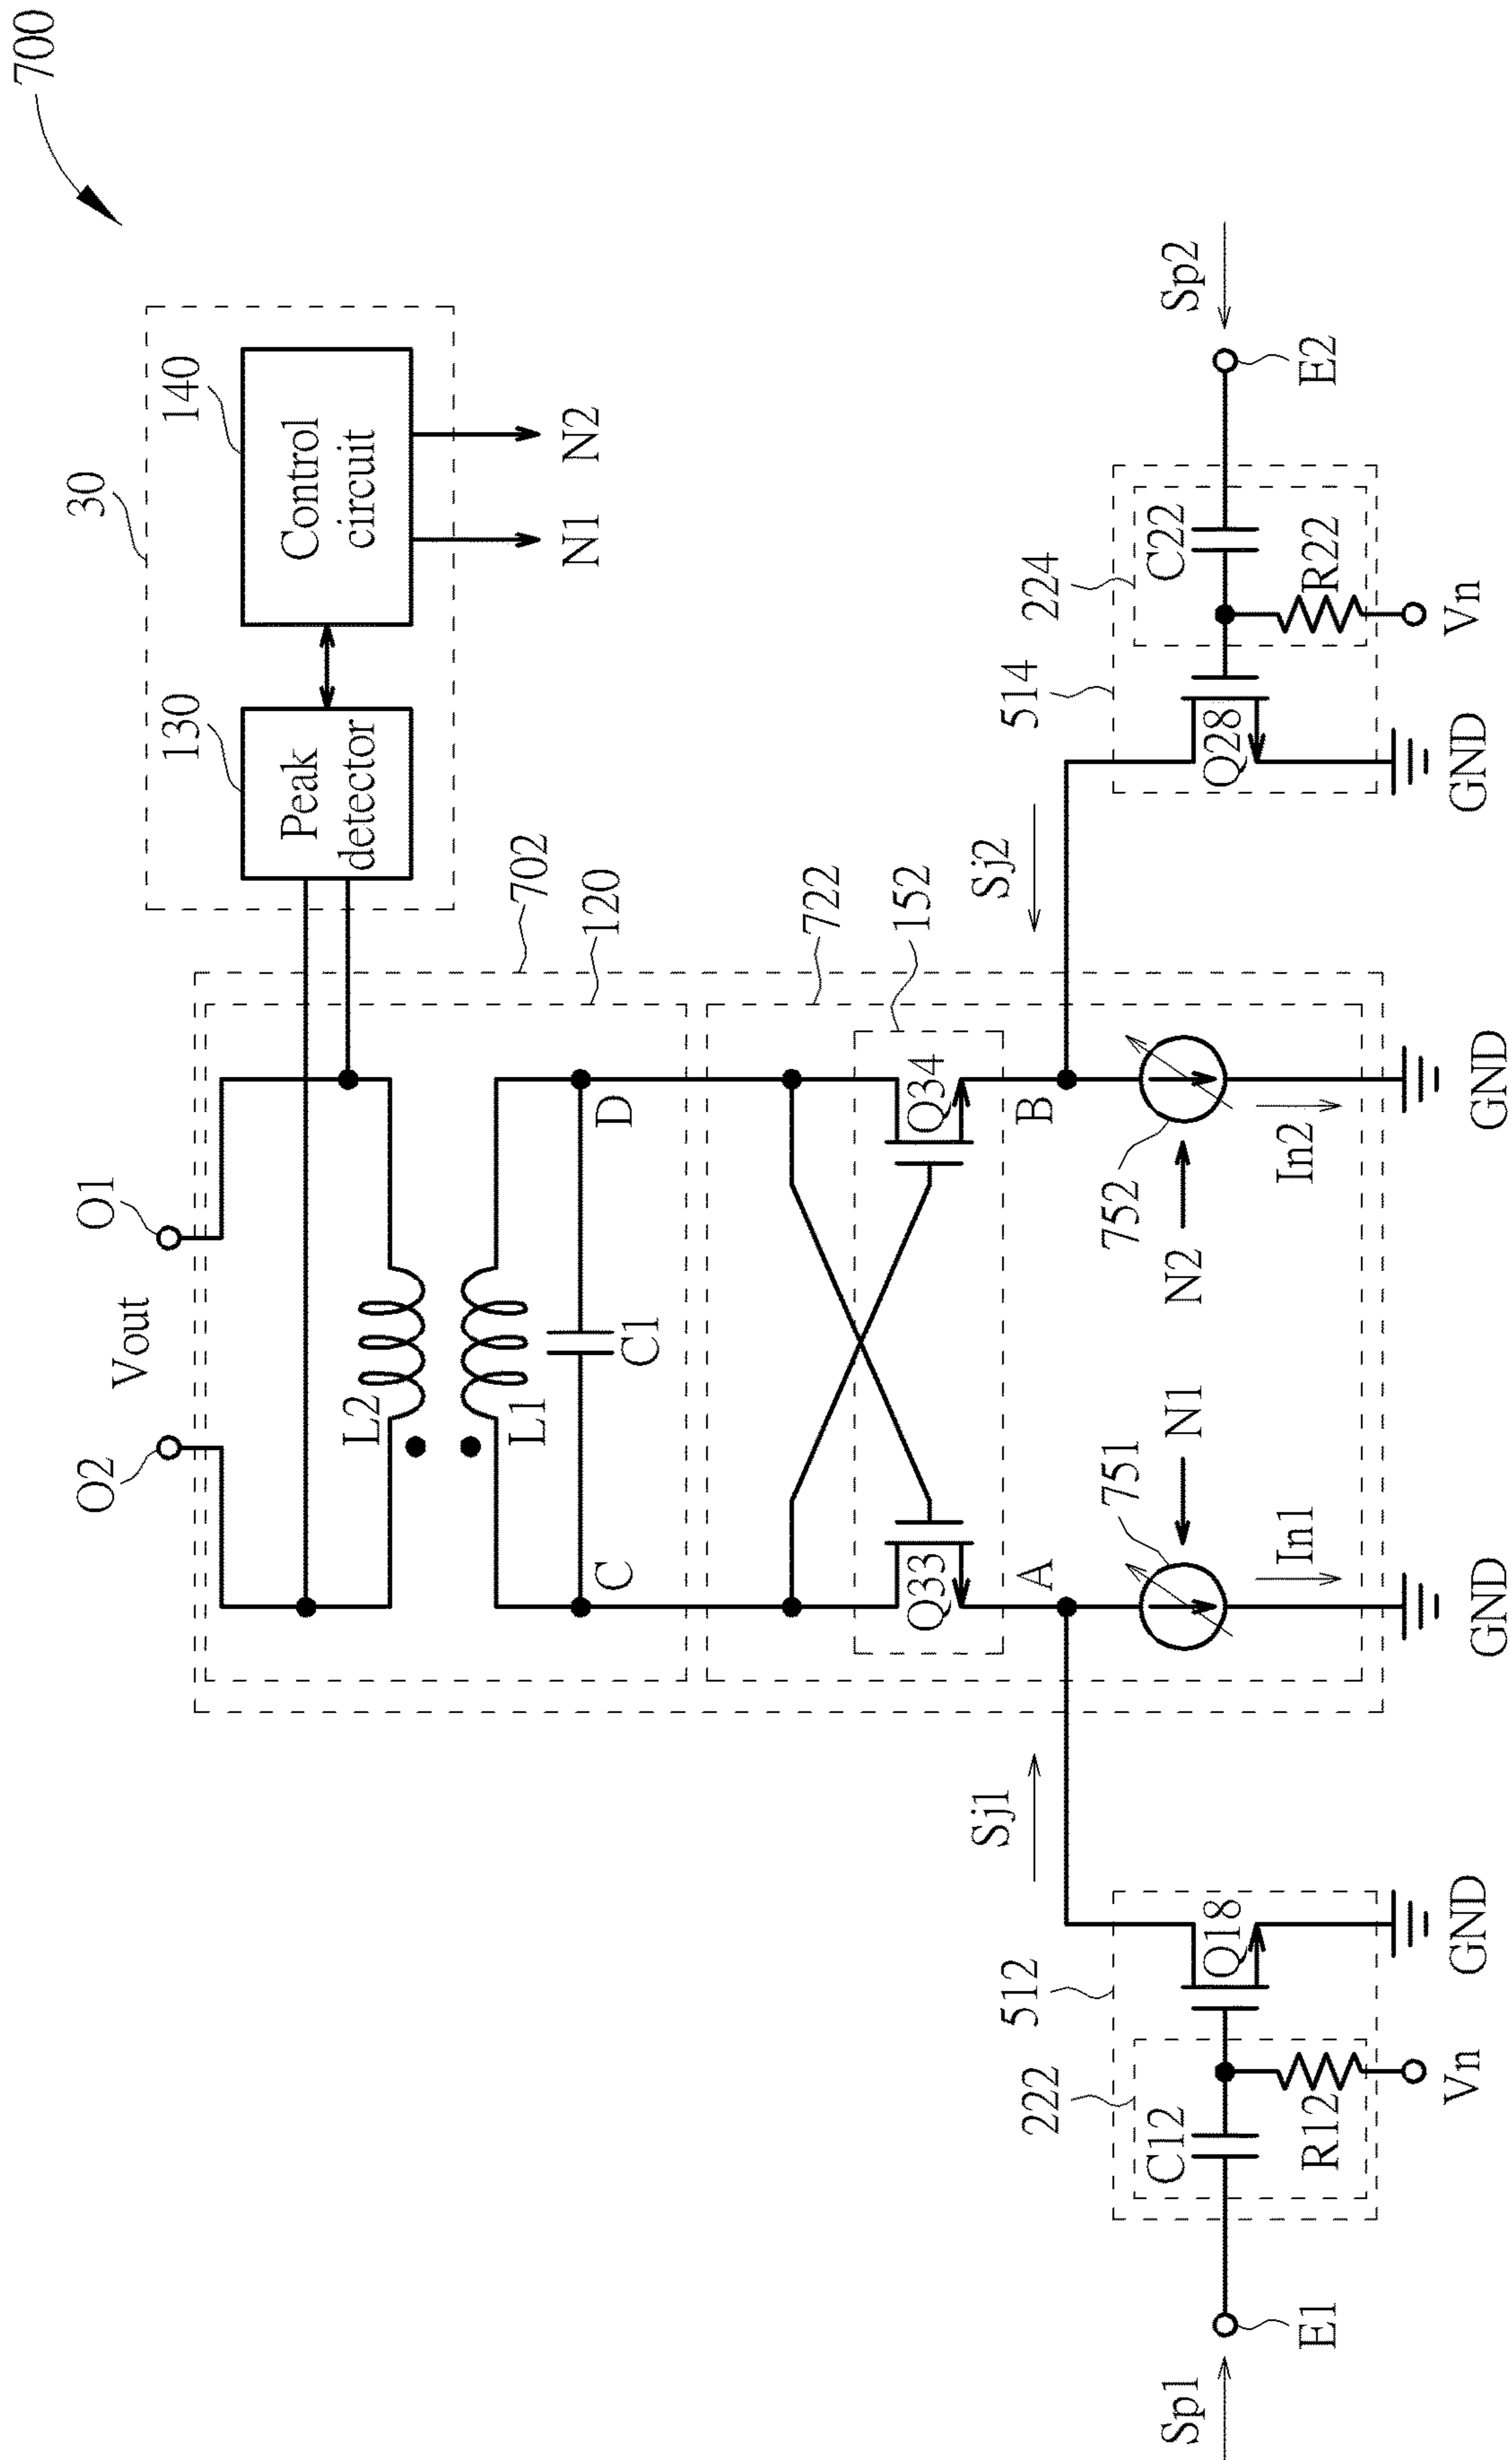 700
30
130
140
Peak
detector
Control
circuit
N1
N2
O2
Vout
O1
L2
L1
C1
C
D
702
120
722
152
Q33
Q34
A
B
Sj1
Sj2
751
N1
N2
752
In1
In2
GND
GND
512
222
C12
R12
Q18
Vn
GND
Sp1
E1
514
224
Q28
C22
R22
GND
Vn
Sp2
E2